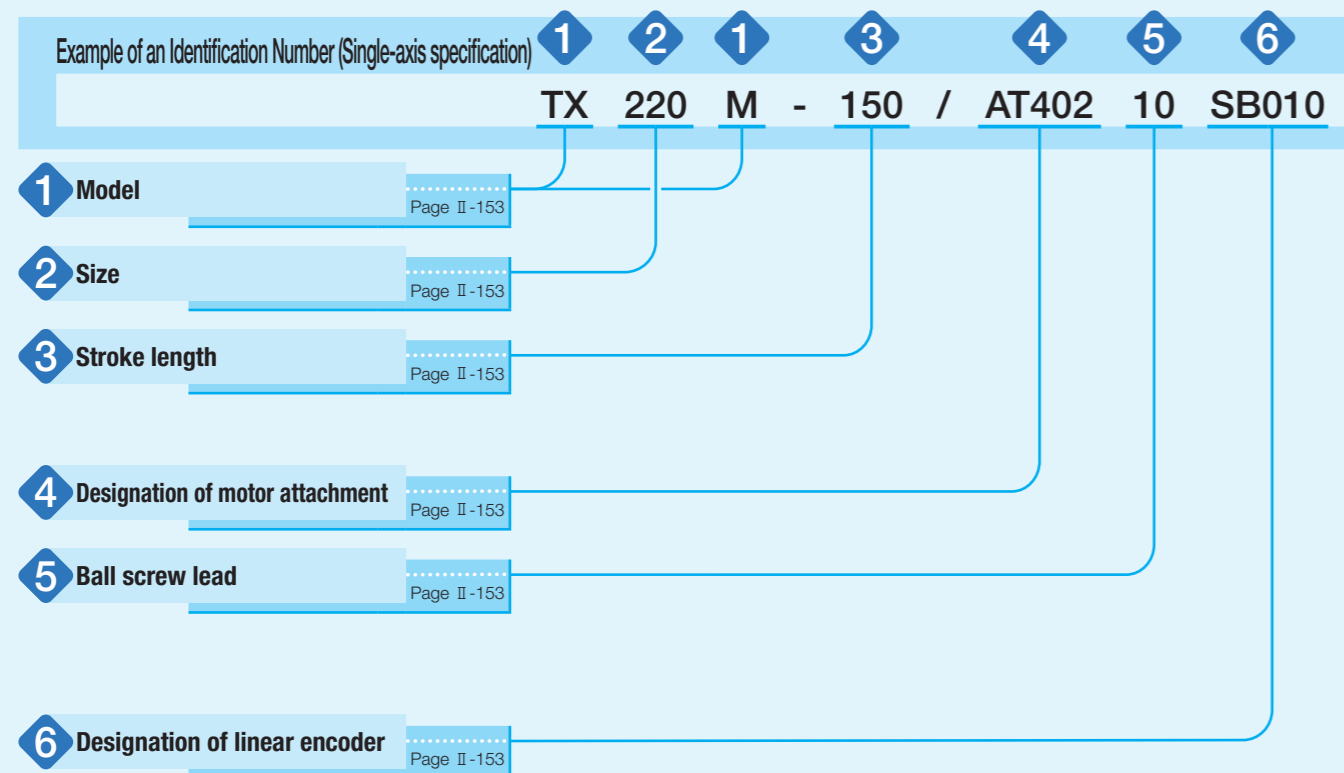 Example of an Identification Number (Single-axis specification) 1 2 1 3 4 5 6
TX 220 M - 150 / AT402 10 SB010
1 Model
Page Ⅱ-153
2 Size
Page Ⅱ-153
3 Stroke length
Page Ⅱ-153
4 Designation of motor attachment
Page Ⅱ-153
5 Ball screw lead
Page Ⅱ-153
6 Designation of linear encoder
Page Ⅱ-153